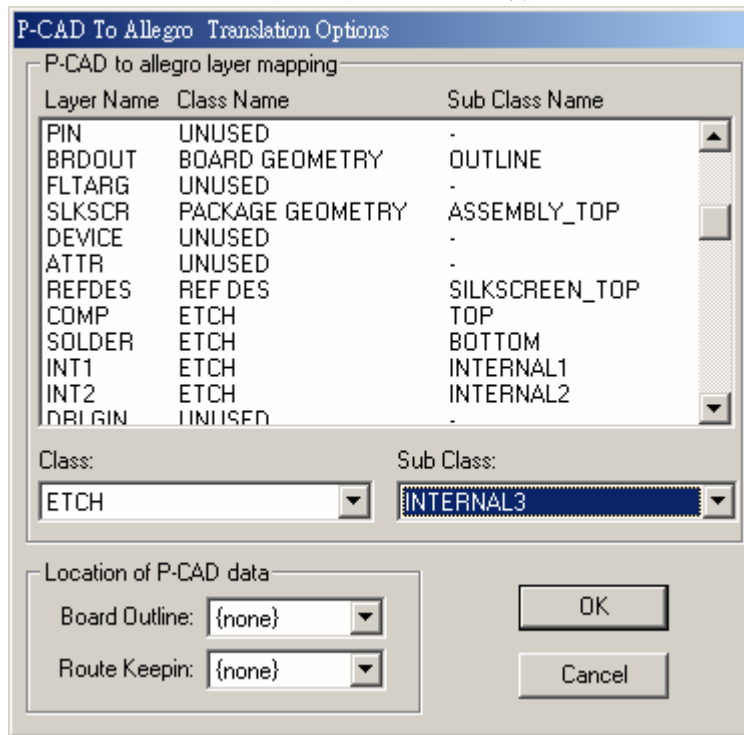 P-CAD To Allegro Translation Options
P-CAD to allegro layer mapping
Layer Name Class Name Sub Class Name
PIN UNUSED -
BRDOUT BOARD GEOMETRY OUTLINE
FLTARG UNUSED -
SLKSCR PACKAGE GEOMETRY ASSEMBLY_TOP
DEVICE UNUSED -
ATTR UNUSED -
REFDES REF DES SILKSCREEN_TOP
COMP ETCH TOP
SOLDER ETCH BOTTOM
INT1 ETCH INTERNAL1
INT2 ETCH INTERNAL2
DRLGIN UNUSED -
Class: Sub Class:
ETCH INTERNAL3
Location of P-CAD data
Board Outline: {none}
Route Keepin: {none}
OK
Cancel